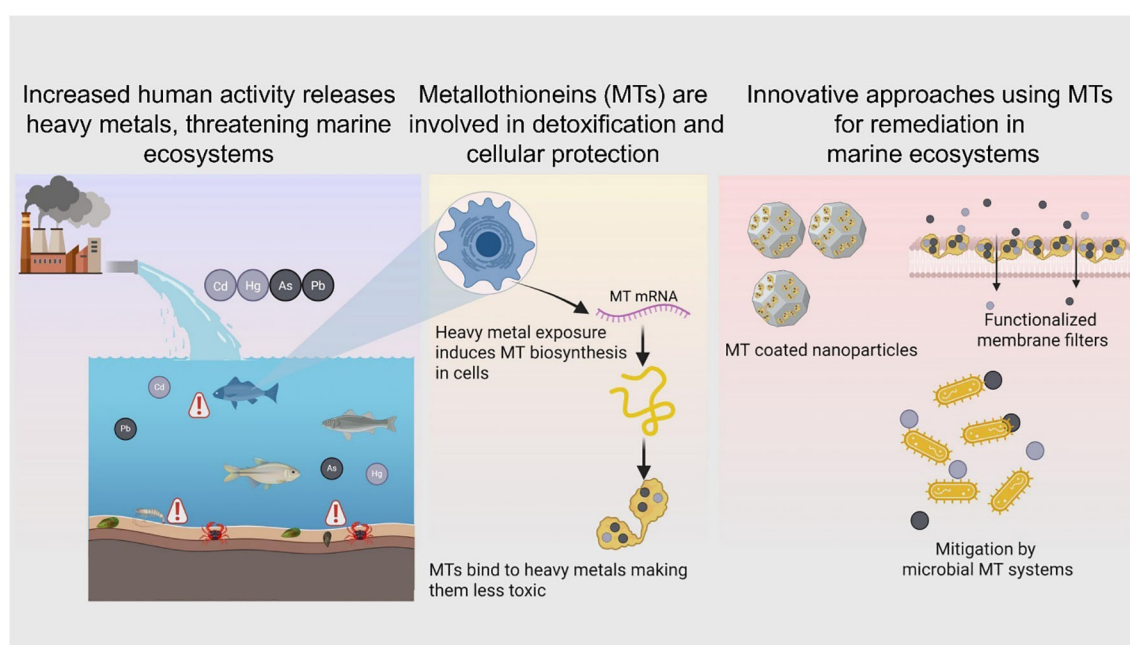 Increased human activity releases
heavy metals, threatening marine
ecosystems
Metallothioneins (MTs) are
involved in detoxification and
cellular protection
Innovative approaches using MTs
for remediation in
marine ecosystems
Cd Hg As Pb
Cd
Pb
As
Hg
MT mRNA
Heavy metal exposure
induces MT biosynthesis
in cells
MTs bind to heavy metals making
them less toxic
MT coated nanoparticles
Functionalized
membrane filters
Mitigation by
microbial MT systems